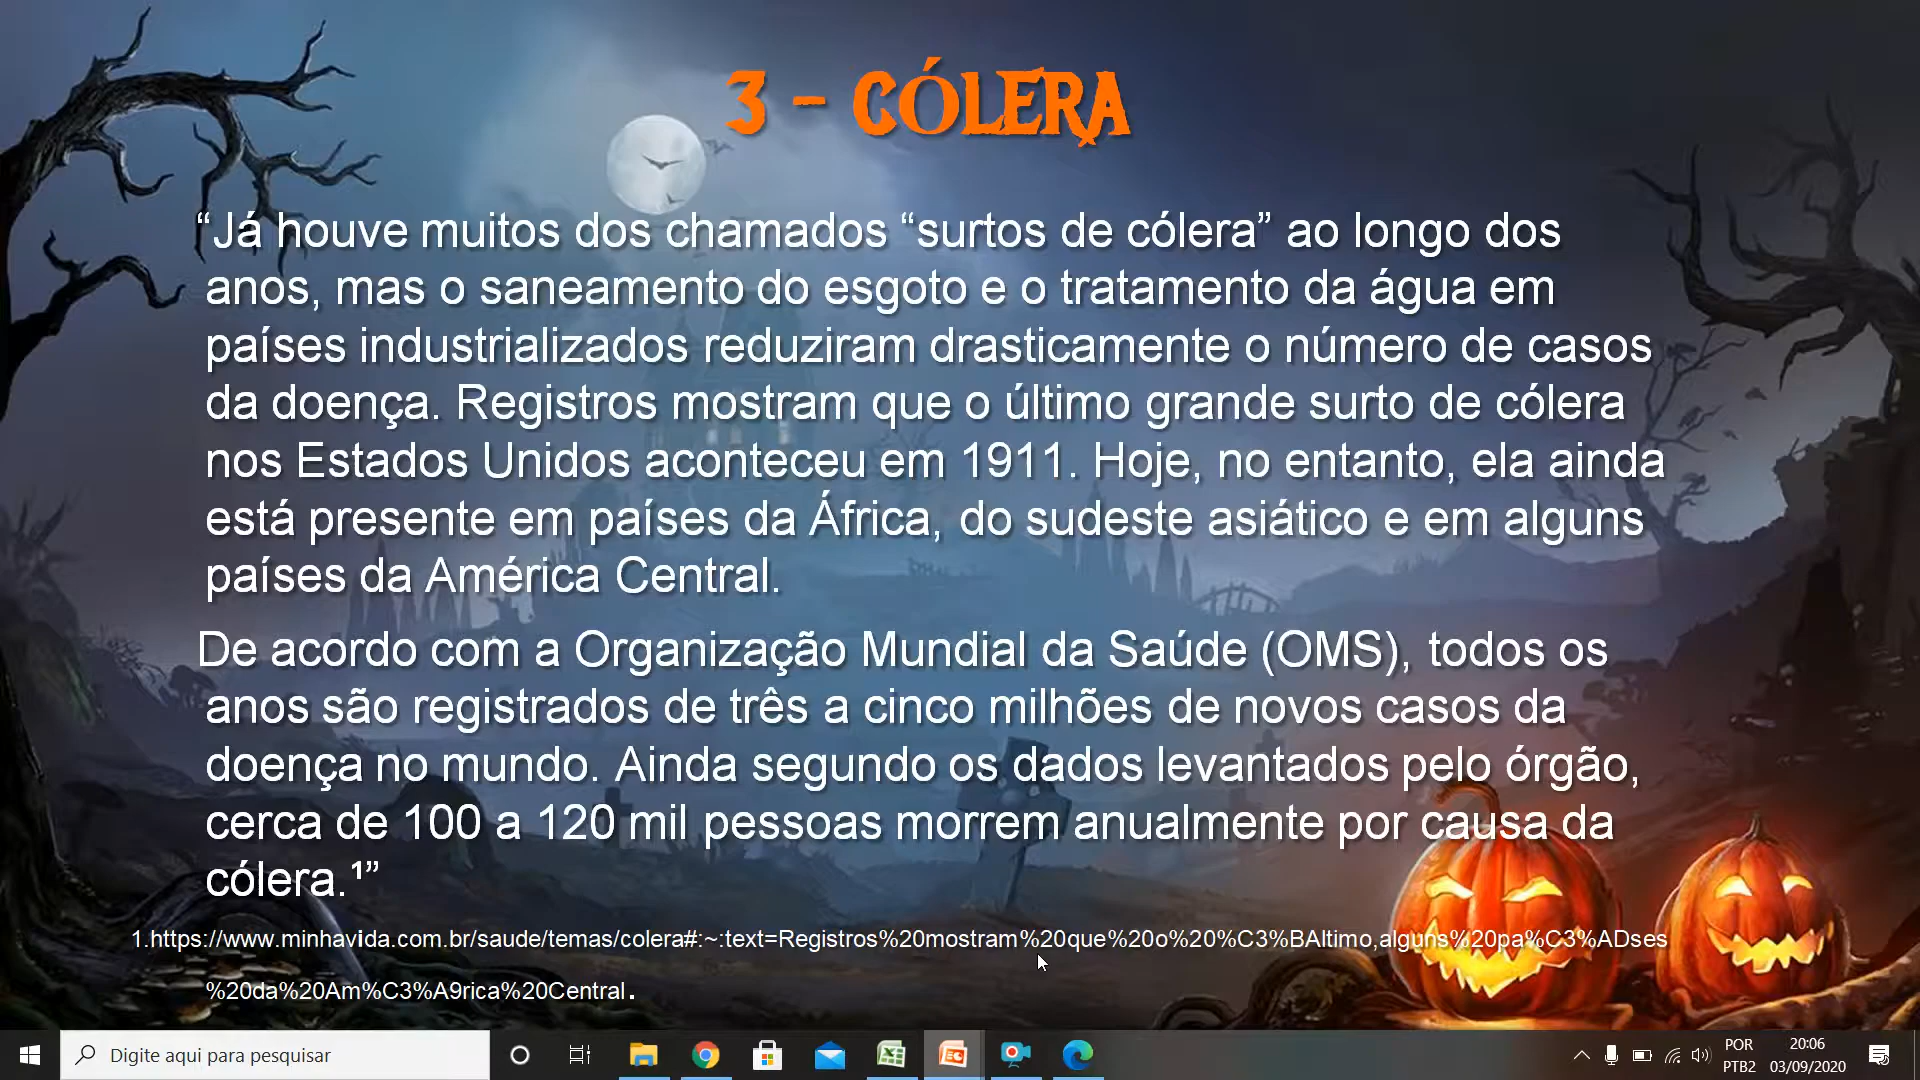 3 - CÓLERA
“Já houve muitos dos chamados “surtos de cólera” ao longo dos
anos, mas o saneamento do esgoto e o tratamento da água em
países industrializados reduziram drasticamente o número de casos
da doença. Registros mostram que o último grande surto de cólera
nos Estados Unidos aconteceu em 1911. Hoje, no entanto, ela ainda
está presente em países da África, do sudeste asiático e em alguns
países da América Central.
De acordo com a Organização Mundial da Saúde (OMS), todos os
anos são registrados de três a cinco milhões de novos casos da
doença no mundo. Ainda segundo os dados levantados pelo órgão,
cerca de 100 a 120 mil pessoas morrem anualmente por causa da
cólera.¹”
1.https://www.minhavida.com.br/saude/temas/colera#:~:text=Registros%20mostram%20que%20o%20%C3%BAltimo,alguns%20pa%C3%ADses
%20da%20Am%C3%A9rica%20Central.
Digite aqui para pesquisar
POR
PTB2
20:06
03/09/2020